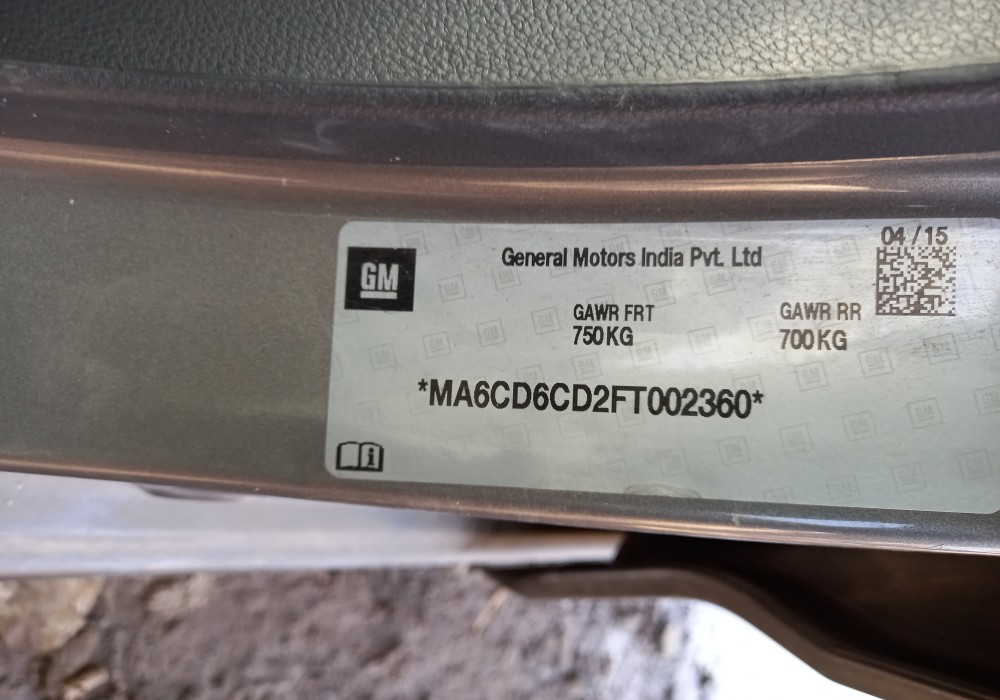 04/15
GM
General Motors India Pvt. Ltd
GAWR FRT
750KG
GAWR RR
700KG
*MA6CD6CD2FT002360*
i